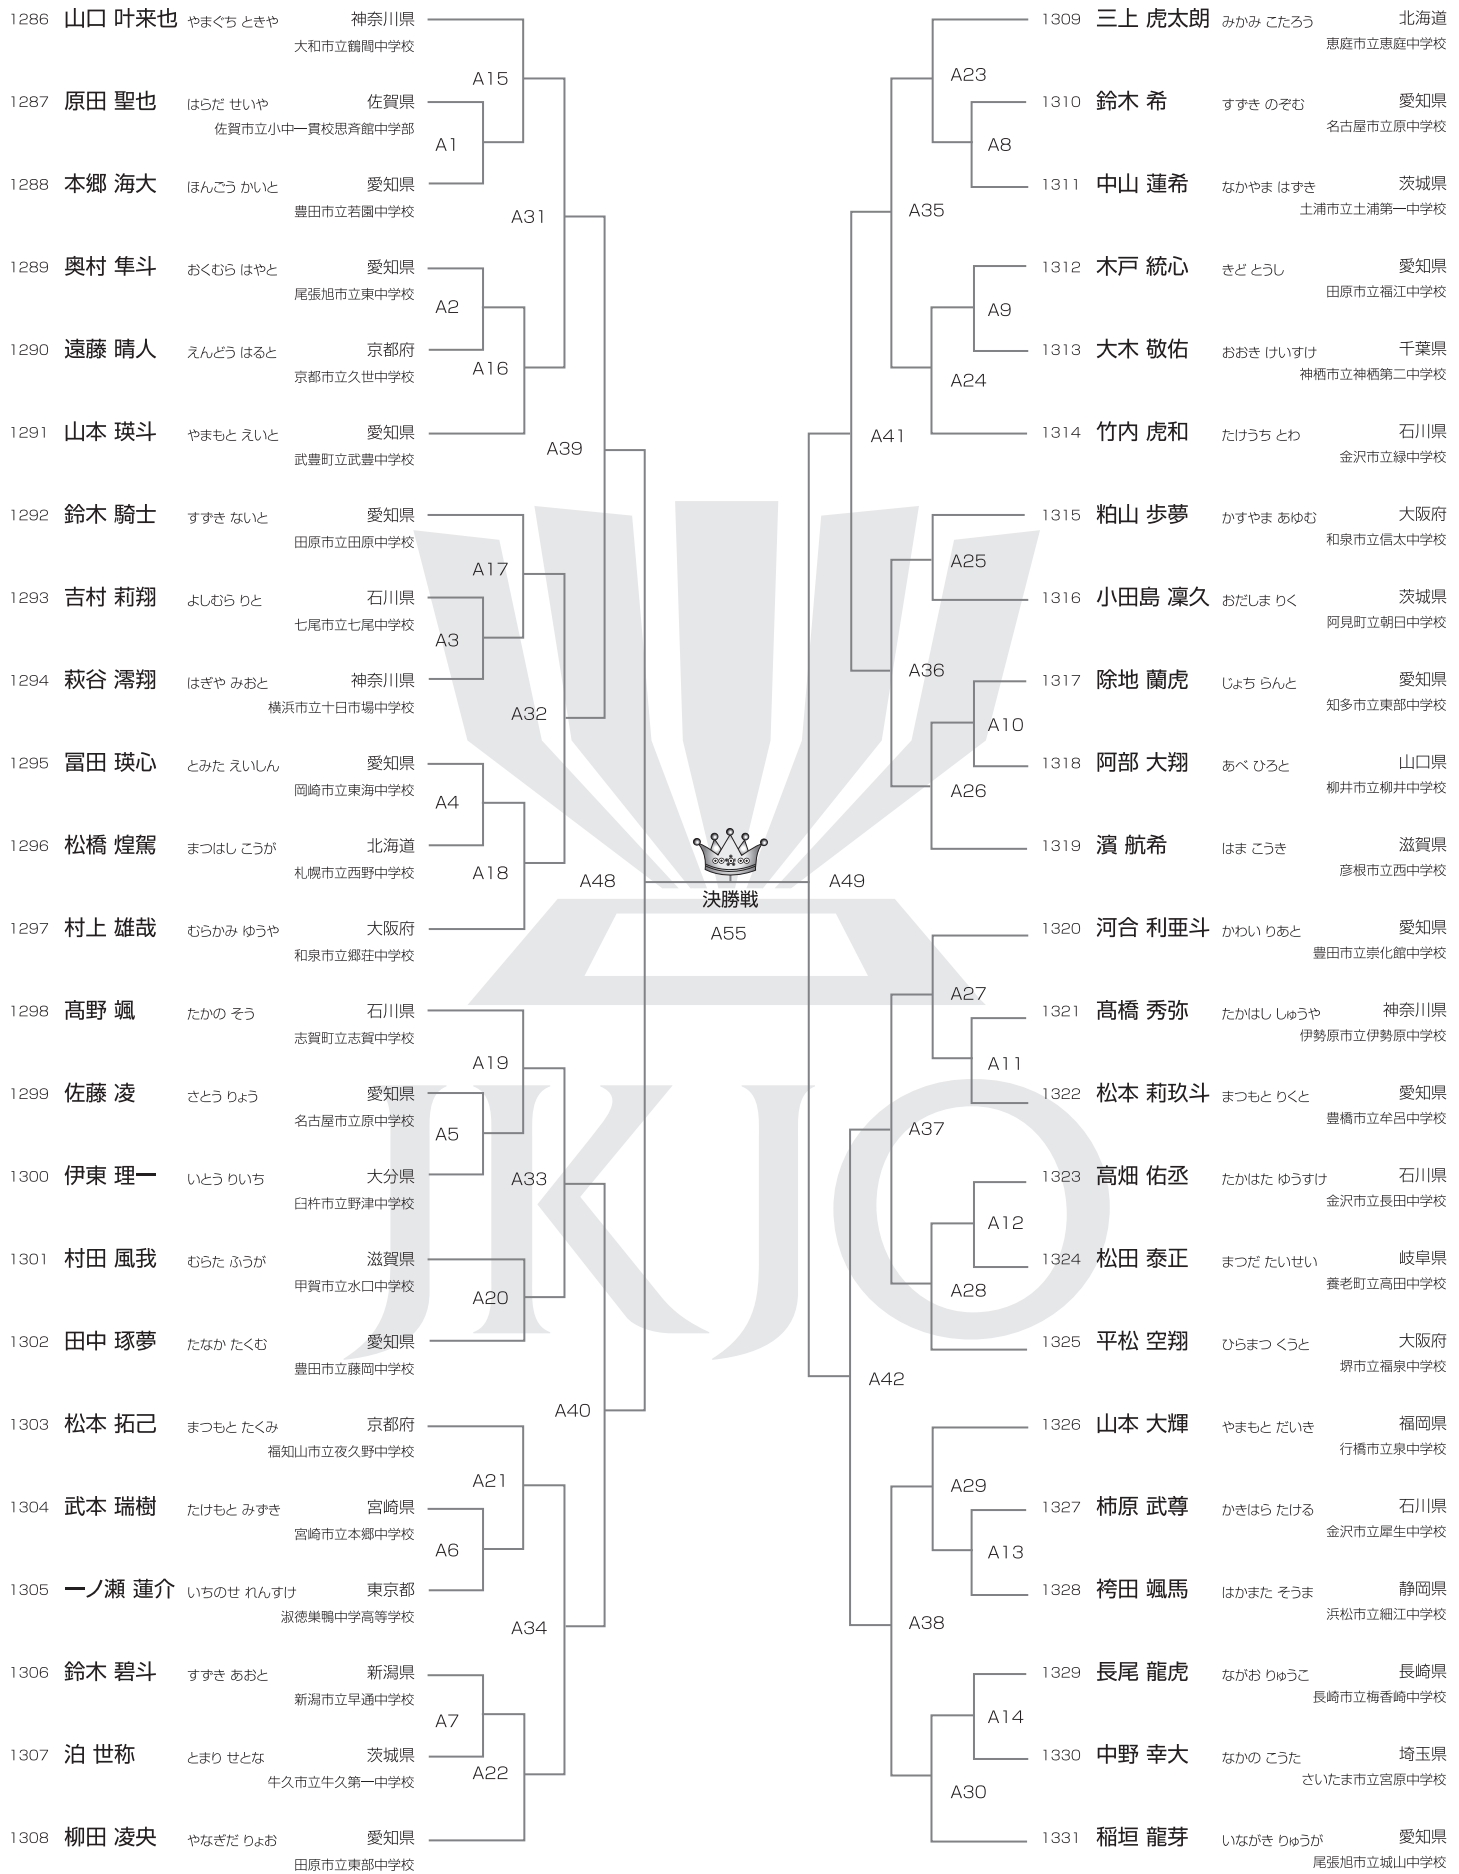 1286 山口 叶来也 やまぐち ときや 神奈川県
大和市立鶴間中学校
A15
1287 原田 聖也 はらだ せいや 佐賀県
佐賀市立小中一貫校思斉館中学部
A1
1288 本郷 海大 ほんごう かいと 愛知県
豊田市立若園中学校
A31
1289 奥村 隼斗 おくむら はやと 愛知県
尾張旭市立東中学校
A2
1290 遠藤 晴人 えんどう はると 京都府
京都市立久世中学校
A16
1291 山本 瑛斗 やまもと えいと 愛知県
武豊町立武豊中学校
A39
1292 鈴木 騎士 すずき ないと 愛知県
田原市立田原中学校
A17
1293 吉村 莉翔 よしむら りと 石川県
七尾市立七尾中学校
A3
1294 萩谷 澪翔 はぎや みおと 神奈川県
横浜市立十日市場中学校
A32
1295 冨田 瑛心 とみた えいしん 愛知県
岡崎市立東海中学校
A4
1296 松橋 煌駕 まつはし こうが 北海道
札幌市立西野中学校
A18
A48
1297 村上 雄哉 むらかみ ゆうや 大阪府
和泉市立郷荘中学校
1298 髙野 颯 たかの そう 石川県
志賀町立志賀中学校
A19
1299 佐藤 凌 さとう りょう 愛知県
名古屋市立原中学校
A5
1300 伊東 理一 いとう りいち 大分県
臼杵市立野津中学校
A33
1301 村田 風我 むらた ふうが 滋賀県
甲賀市立水口中学校
A20
1302 田中 琢夢 たなか たくむ 愛知県
豊田市立藤岡中学校
A40
1303 松本 拓己 まつもと たくみ 京都府
福知山市立夜久野中学校
A21
1304 武本 瑞樹 たけもと みずき 宮崎県
宮崎市立本郷中学校
A6
1305 一ノ瀬 蓮介 いちのせ れんすけ 東京都
淑徳巣鴨中学高等学校
A34
1306 鈴木 碧斗 すずき あおと 新潟県
新潟市立早通中学校
A7
1307 泊 世称 とまり せとな 茨城県
牛久市立牛久第一中学校
A22
1308 柳田 凌央 やなぎだ りょお 愛知県
田原市立東部中学校
決勝戦
A55
JKJO
1309 三上 虎太朗 みかみ こたろう 北海道
恵庭市立恵庭中学校
A23
1310 鈴木 希 すずき のぞむ 愛知県
名古屋市立原中学校
A8
1311 中山 蓮希 なかやま はずき 茨城県
土浦市立土浦第一中学校
A35
1312 木戸 統心 きど とうし 愛知県
田原市立福江中学校
A9
1313 大木 敬佑 おおき けいすけ 千葉県
神栖市立神栖第二中学校
A24
1314 竹内 虎和 たけうち とわ 石川県
金沢市立緑中学校
A41
1315 粕山 歩夢 かすやま あゆむ 大阪府
和泉市立信太中学校
A25
1316 小田島 凜久 おだしま りく 茨城県
阿見町立朝日中学校
A36
1317 除地 蘭虎 じょち らんと 愛知県
知多市立東部中学校
A10
1318 阿部 大翔 あべ ひろと 山口県
柳井市立柳井中学校
A26
1319 濱 航希 はま こうき 滋賀県
彦根市立西中学校
A49
1320 河合 利亜斗 かわい りあと 愛知県
豊田市立崇化館中学校
A27
1321 髙橋 秀弥 たかはし しゅうや 神奈川県
伊勢原市立伊勢原中学校
A11
1322 松本 莉玖斗 まつもと りくと 愛知県
豊橋市立牟呂中学校
A37
1323 高畑 佑丞 たかはた ゆうすけ 石川県
金沢市立長田中学校
A12
1324 松田 泰正 まつだ たいせい 岐阜県
養老町立高田中学校
A28
1325 平松 空翔 ひらまつ くうと 大阪府
堺市立福泉中学校
A42
1326 山本 大輝 やまもと だいき 福岡県
行橋市立泉中学校
A29
1327 柿原 武尊 かきはら たける 石川県
金沢市立犀生中学校
A13
1328 袴田 颯馬 はかまた そうま 静岡県
浜松市立細江中学校
A38
1329 長尾 龍虎 ながお りゅうこ 長崎県
長崎市立梅香崎中学校
A14
1330 中野 幸大 なかの こうた 埼玉県
さいたま市立宮原中学校
A30
1331 稲垣 龍芽 いながき りゅうが 愛知県
尾張旭市立城山中学校